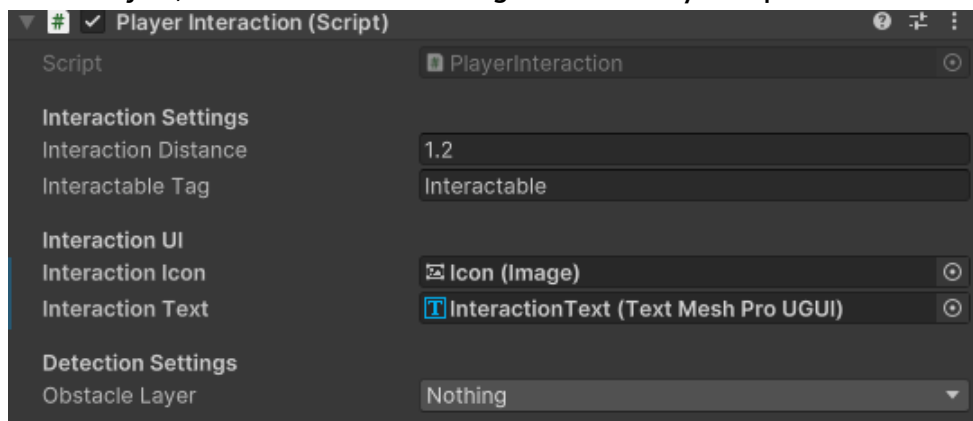 Player Interaction (Script)
Script PlayerInteraction
Interaction Settings
Interaction Distance 1.2
Interactable Tag Interactable
Interaction UI
Interaction Icon Icon (Image)
Interaction Text InteractionText (Text Mesh Pro UGUI)
Detection Settings
Obstacle Layer Nothing